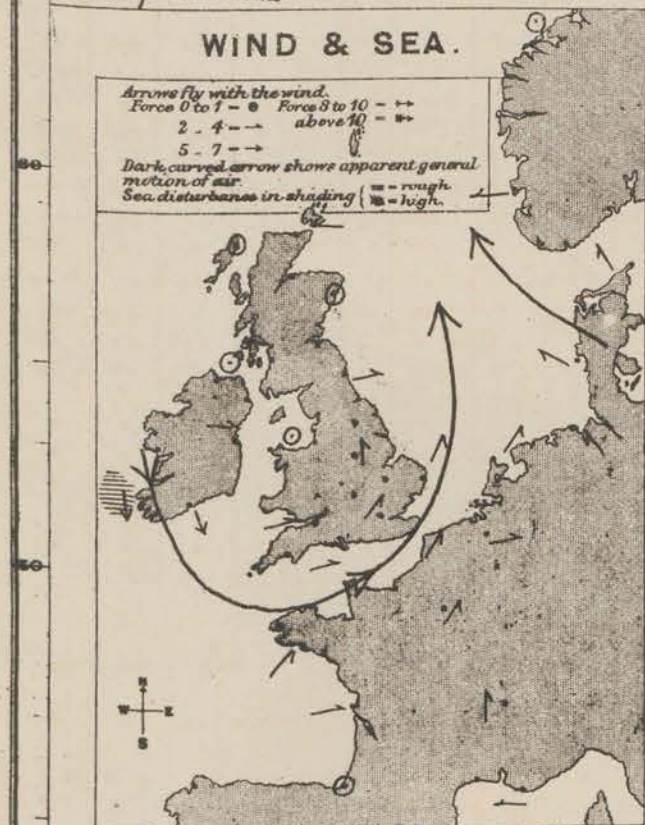 WIND & SEA.
Arrows fly with the wind.
Force 0 to 1 - Force 8 to 10 -
2 - 4 - above 10 -
5 - 7 -
Dark curved arrow shows apparent general
motion of air.
Sea disturbance in shading { - rough
- high.
60
50
N
W E
S